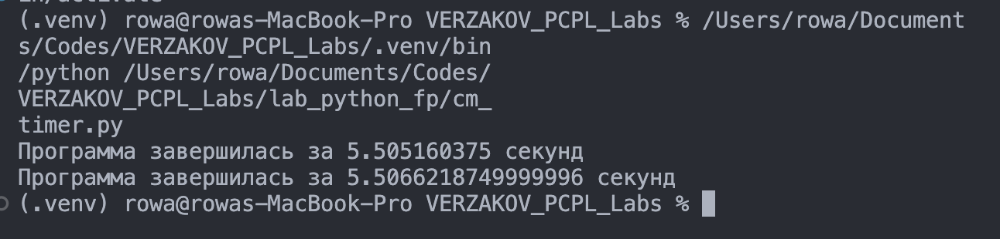 (.venv) rowa@rowas-MacBook-Pro VERZAKOV_PCPL_Labs % /Users/rowa/Document
s/Codes/VERZAKOV_PCPL_Labs/.venv/bin
/python /Users/rowa/Documents/Codes/
VERZAKOV_PCPL_Labs/lab_python_fp/cm_
timer.py
Программа завершилась за 5.505160375 секунд
Программа завершилась за 5.5066218749999996 секунд
(.venv) rowa@rowas-MacBook-Pro VERZAKOV_PCPL_Labs %